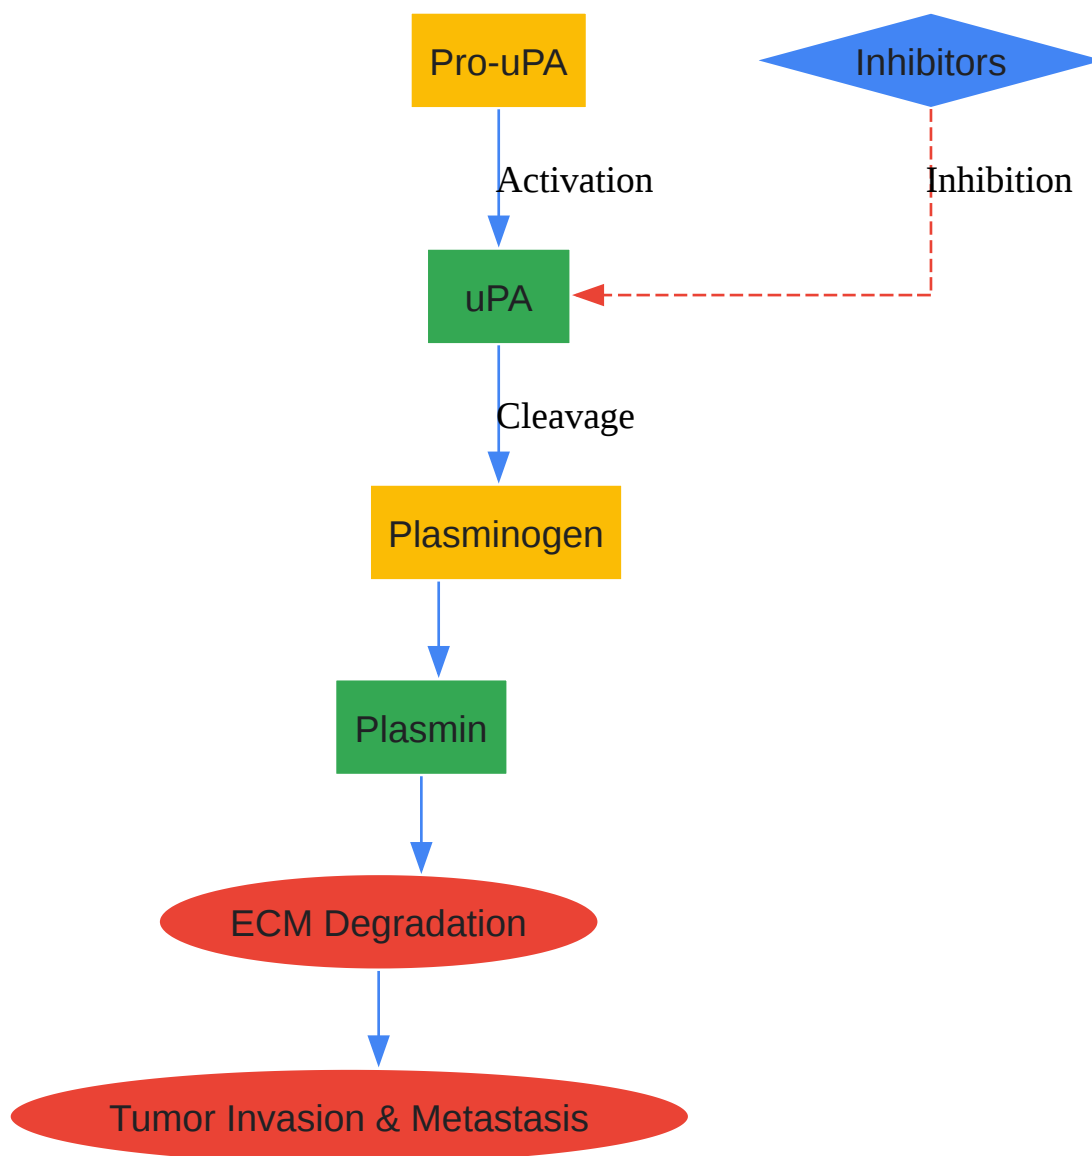 Pro-uPA
Inhibitors
Activation
Inhibition
uPA
Cleavage
Plasminogen
Plasmin
ECM Degradation
Tumor Invasion & Metastasis